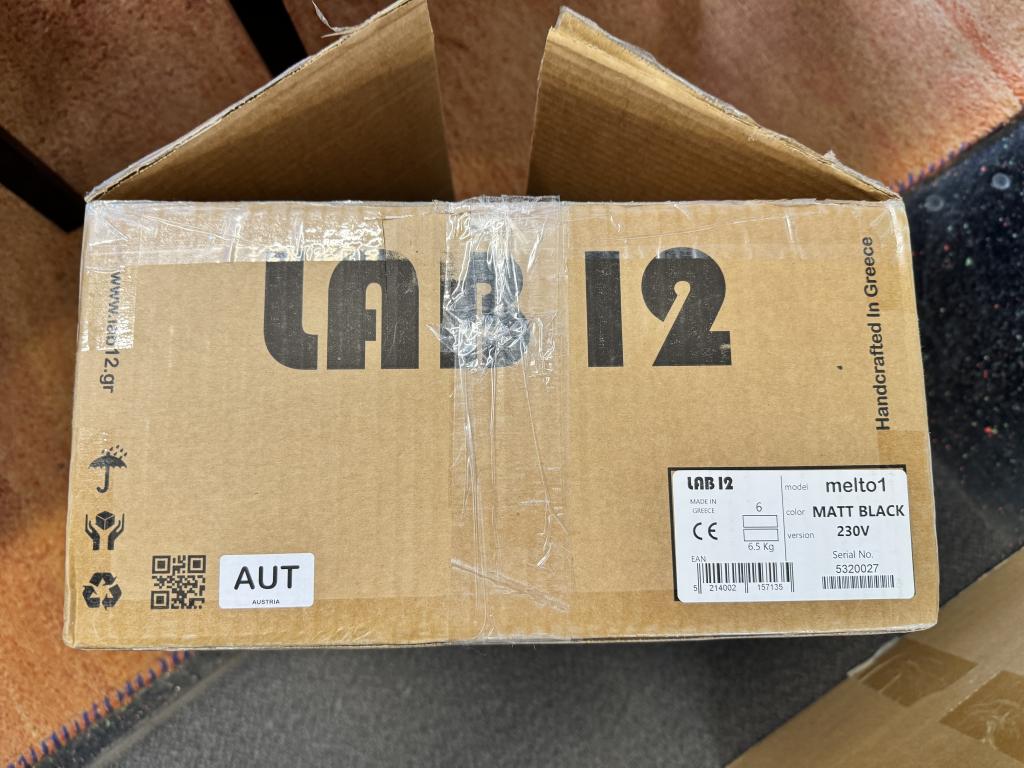 LAB 12
www.lab12.gr
Handcrafted In Greece
AUT
AUSTRIA
LAB 12
MADE IN
GREECE
CE
EAN
5 214002 157135
6
6.5 Kg
model melto1
color MATT BLACK
version 230V
Serial No.
5320027